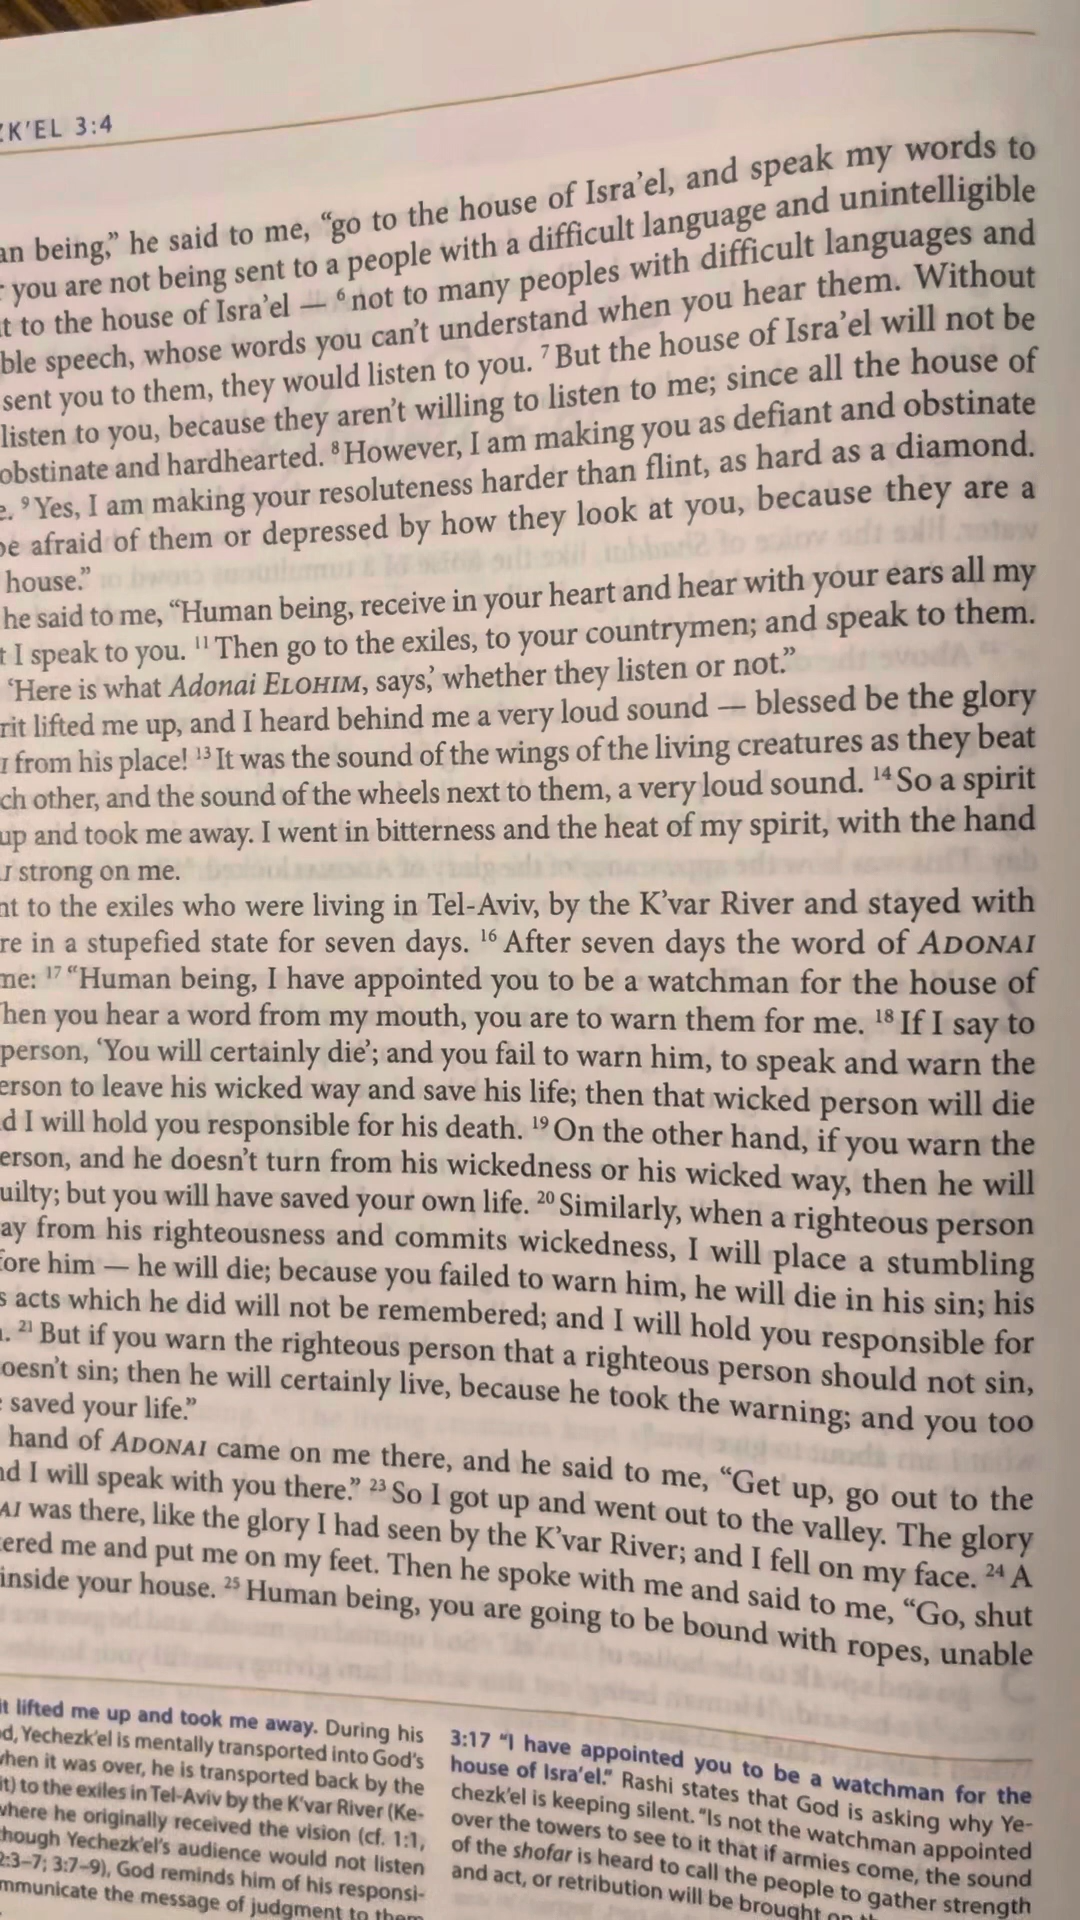 ZK'EL 3:4
an being,” he said to me, “go to the house of Isra’el, and speak my words to
you are not being sent to a people with a difficult language and unintelligible
t to the house of Isra’el — ⁶ not to many peoples with difficult languages and
ble speech, whose words you can’t understand when you hear them. Without
sent you to them, they would listen to you. ⁷ But the house of Isra’el will not be
listen to you, because they aren’t willing to listen to me; since all the house of
obstinate and hardhearted. ⁸ However, I am making you as defiant and obstinate
e. ⁹ Yes, I am making your resoluteness harder than flint, as hard as a diamond.
be afraid of them or depressed by how they look at you, because they are a
house.”
he said to me, “Human being, receive in your heart and hear with your ears all my
t I speak to you. ¹¹ Then go to the exiles, to your countrymen; and speak to them.
‘Here is what Adonai ELOHIM, says,’ whether they listen or not.”
rit lifted me up, and I heard behind me a very loud sound — blessed be the glory
I from his place! ¹³ It was the sound of the wings of the living creatures as they beat
ch other, and the sound of the wheels next to them, a very loud sound. ¹⁴ So a spirit
up and took me away. I went in bitterness and the heat of my spirit, with the hand
I strong on me.
nt to the exiles who were living in Tel-Aviv, by the K’var River and stayed with
re in a stupefied state for seven days. ¹⁶ After seven days the word of ADONAI
me: ¹⁷ “Human being, I have appointed you to be a watchman for the house of
hen you hear a word from my mouth, you are to warn them for me. ¹⁸ If I say to
person, ‘You will certainly die’; and you fail to warn him, to speak and warn the
erson to leave his wicked way and save his life; then that wicked person will die
d I will hold you responsible for his death. ¹⁹ On the other hand, if you warn the
erson, and he doesn’t turn from his wickedness or his wicked way, then he will
uilty; but you will have saved your own life. ²⁰ Similarly, when a righteous person
ay from his righteousness and commits wickedness, I will place a stumbling
fore him — he will die; because you failed to warn him, he will die in his sin; his
s acts which he did will not be remembered; and I will hold you responsible for
. ²¹ But if you warn the righteous person that a righteous person should not sin,
oesn’t sin; then he will certainly live, because he took the warning; and you too
saved your life.”
hand of ADONAI came on me there, and he said to me, “Get up, go out to the
nd I will speak with you there.” ²³ So I got up and went out to the valley. The glory
AI was there, like the glory I had seen by the K’var River; and I fell on my face. ²⁴ A
ered me and put me on my feet. Then he spoke with me and said to me, “Go, shut
inside your house. ²⁵ Human being, you are going to be bound with ropes, unable
it lifted me up and took me away. During his
d, Yechezk’el is mentally transported into God’s
when it was over, he is transported back by the
it) to the exiles in Tel-Aviv by the K’var River (Ke-
where he originally received the vision (cf. 1:1,
though Yechezk’el’s audience would not listen
2:3–7; 3:7–9), God reminds him of his responsi-
mmunicate the message of judgment to them
3:17 “I have appointed you to be a watchman for the
house of Isra’el.” Rashi states that God is asking why Ye-
chezk’el is keeping silent. “Is not the watchman appointed
over the towers to see to it that if armies come, the sound
of the shofar is heard to call the people to gather strength
and act, or retribution will be brought on